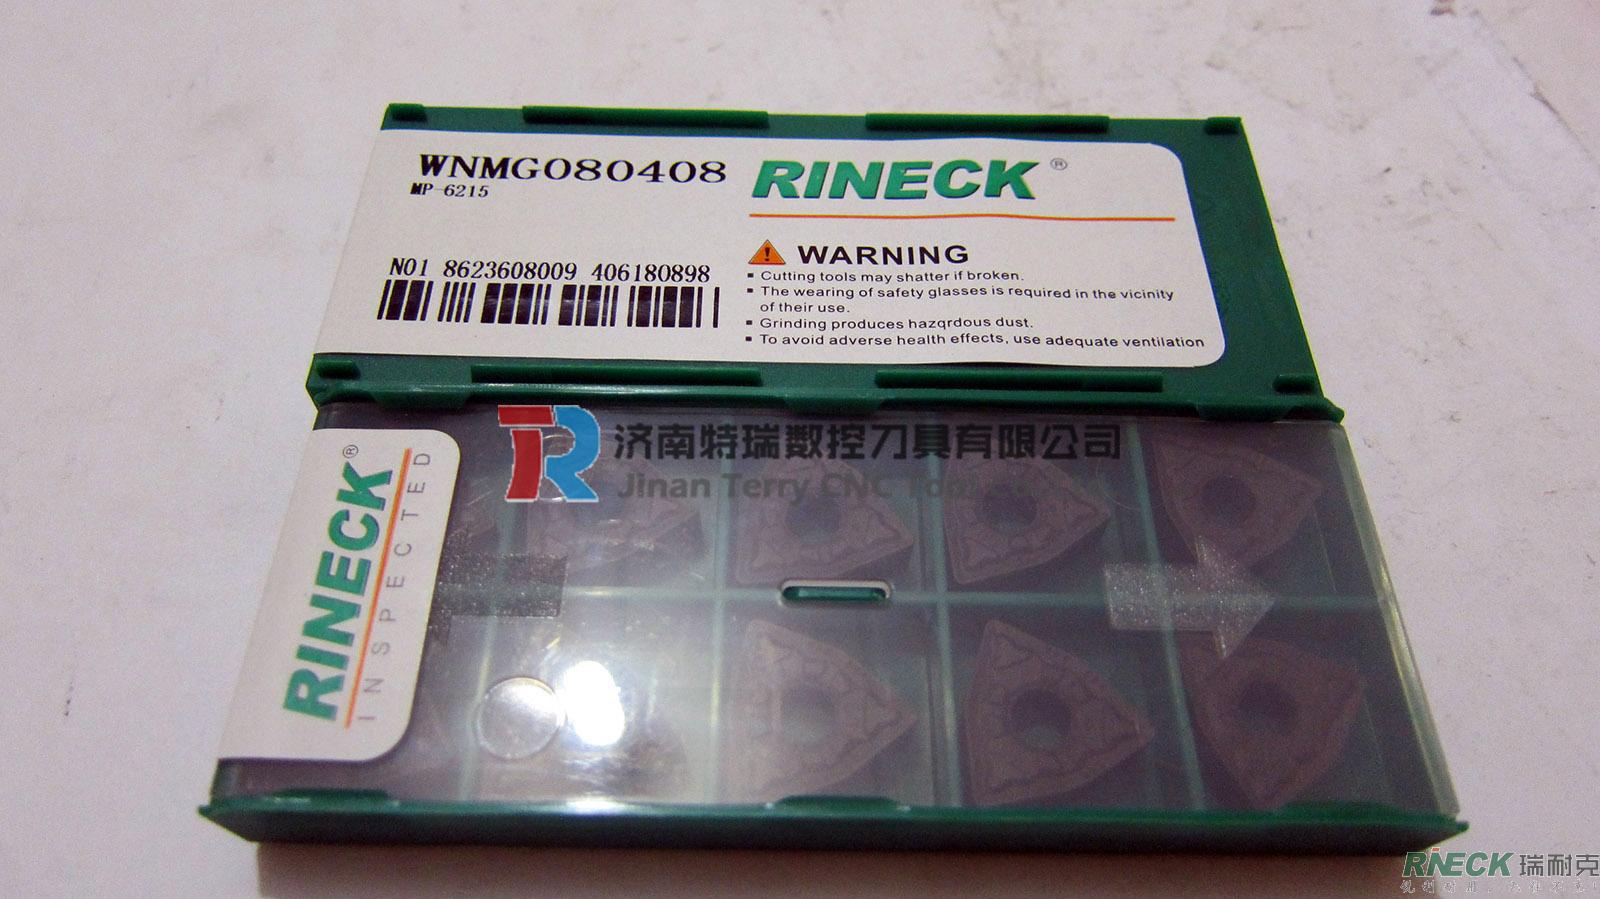 WNMG080408
MP-6215
RINECK®
N01 8623608009 406180898
WARNING
▪ Cutting tools may shatter if broken.
▪ The wearing of safety glasses is required in the vicinity
of their use.
▪ Grinding produces hazqrdous dust.
▪ To avoid adverse health effects, use adequate ventilation
RINECK®
INSPECTED
TR 济南特瑞数控刀具有限公司
Jinan Terry CNC
RINECK 瑞耐克